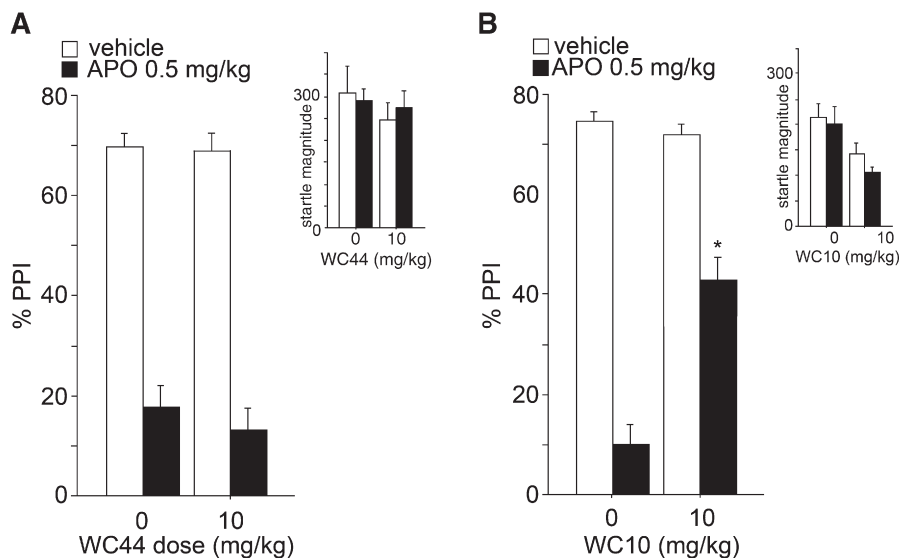 A
vehicle
APO 0.5 mg/kg
80
60
40
20
0
% PPI
0 10
WC44 dose (mg/kg)
300
0
startle magnitude
0 10
WC44 (mg/kg)
B
vehicle
APO 0.5 mg/kg
80
60
40
20
0
% PPI
*
0 10
WC10 (mg/kg)
300
0
startle magnitude
0 10
WC10 (mg/kg)